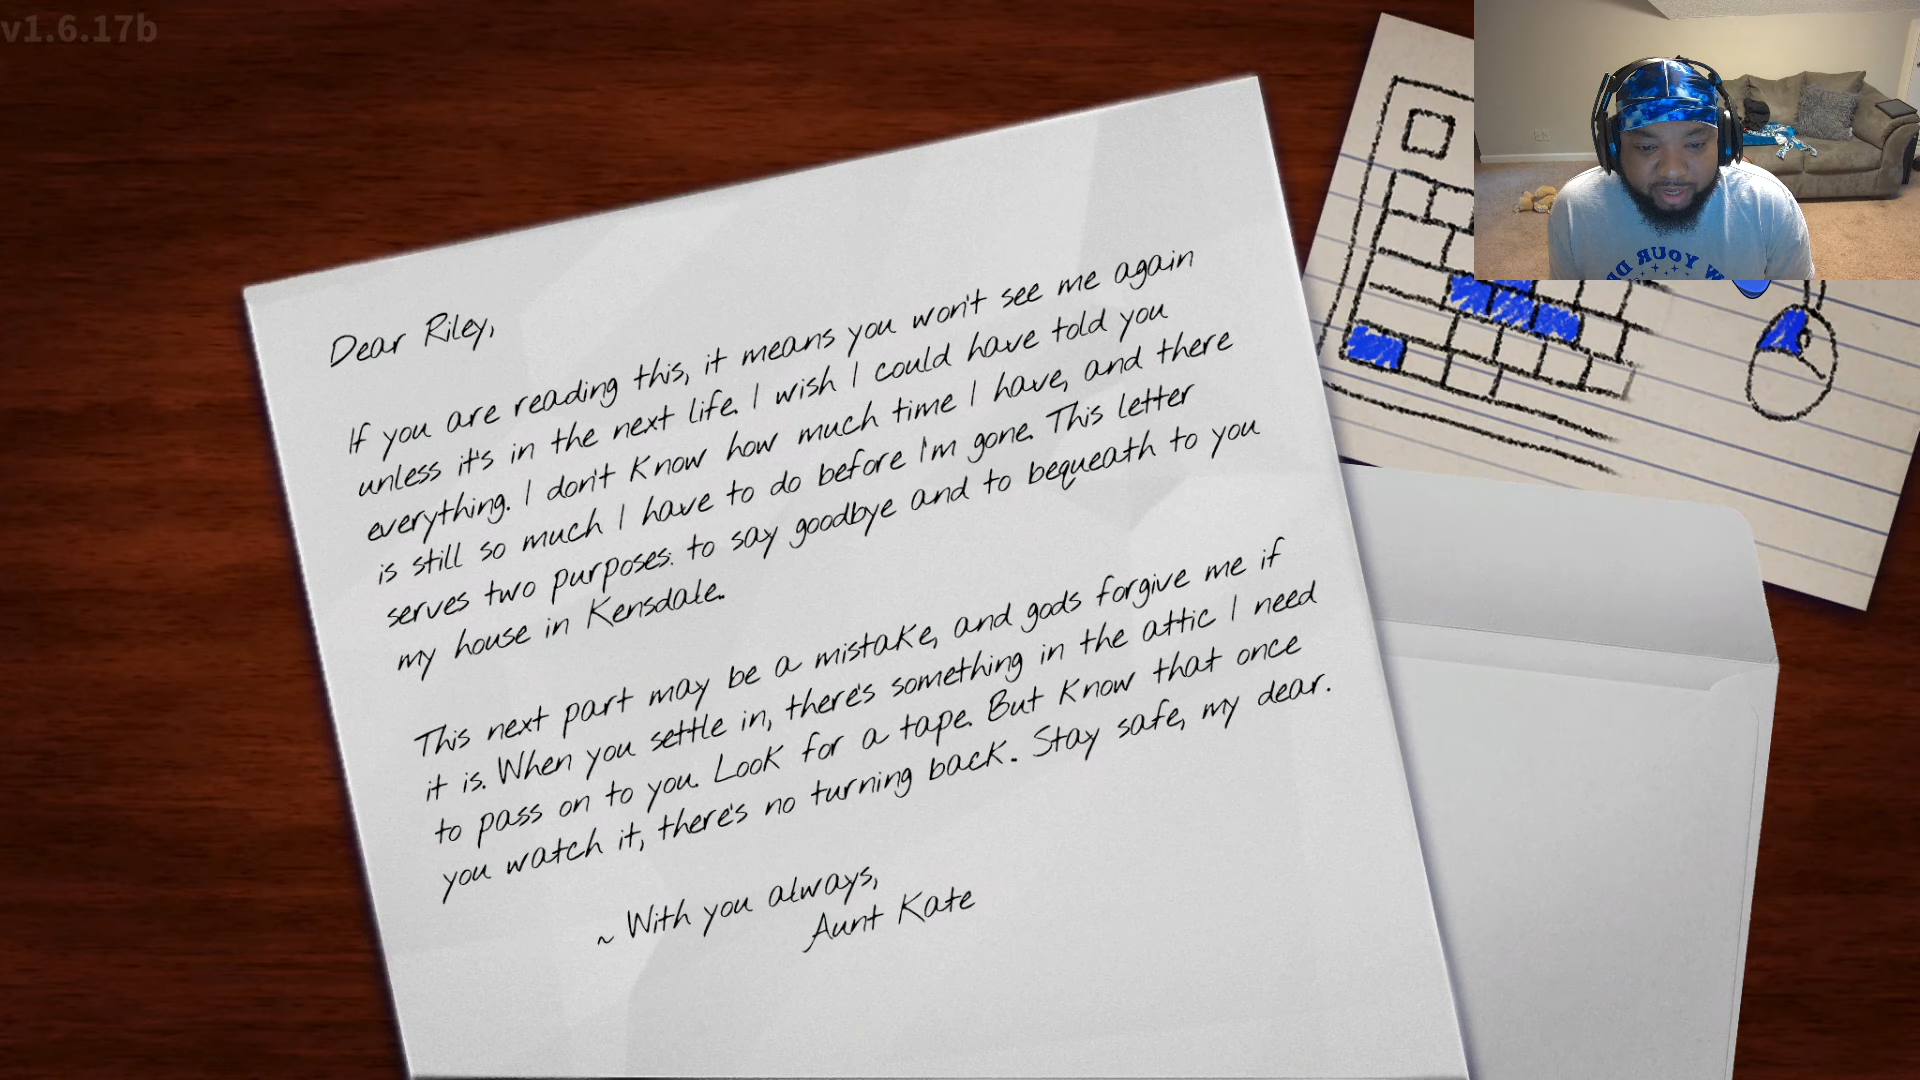 v1.6.17b
Dear Riley,
If you are reading this, it means you won't see me again
unless it's in the next life. I wish I could have told you
everything. I don't know how much time I have, and there
is still so much I have to do before I'm gone. This letter
serves two purposes: to say goodbye and to bequeath to you
my house in Kensdale.
This next part may be a mistake, and gods forgive me if
it is. When you settle in, there's something in the attic I need
to pass on to you. Look for a tape. But know that once
you watch it, there's no turning back. Stay safe, my dear.
~ With you always,
Aunt Kate
YOUR